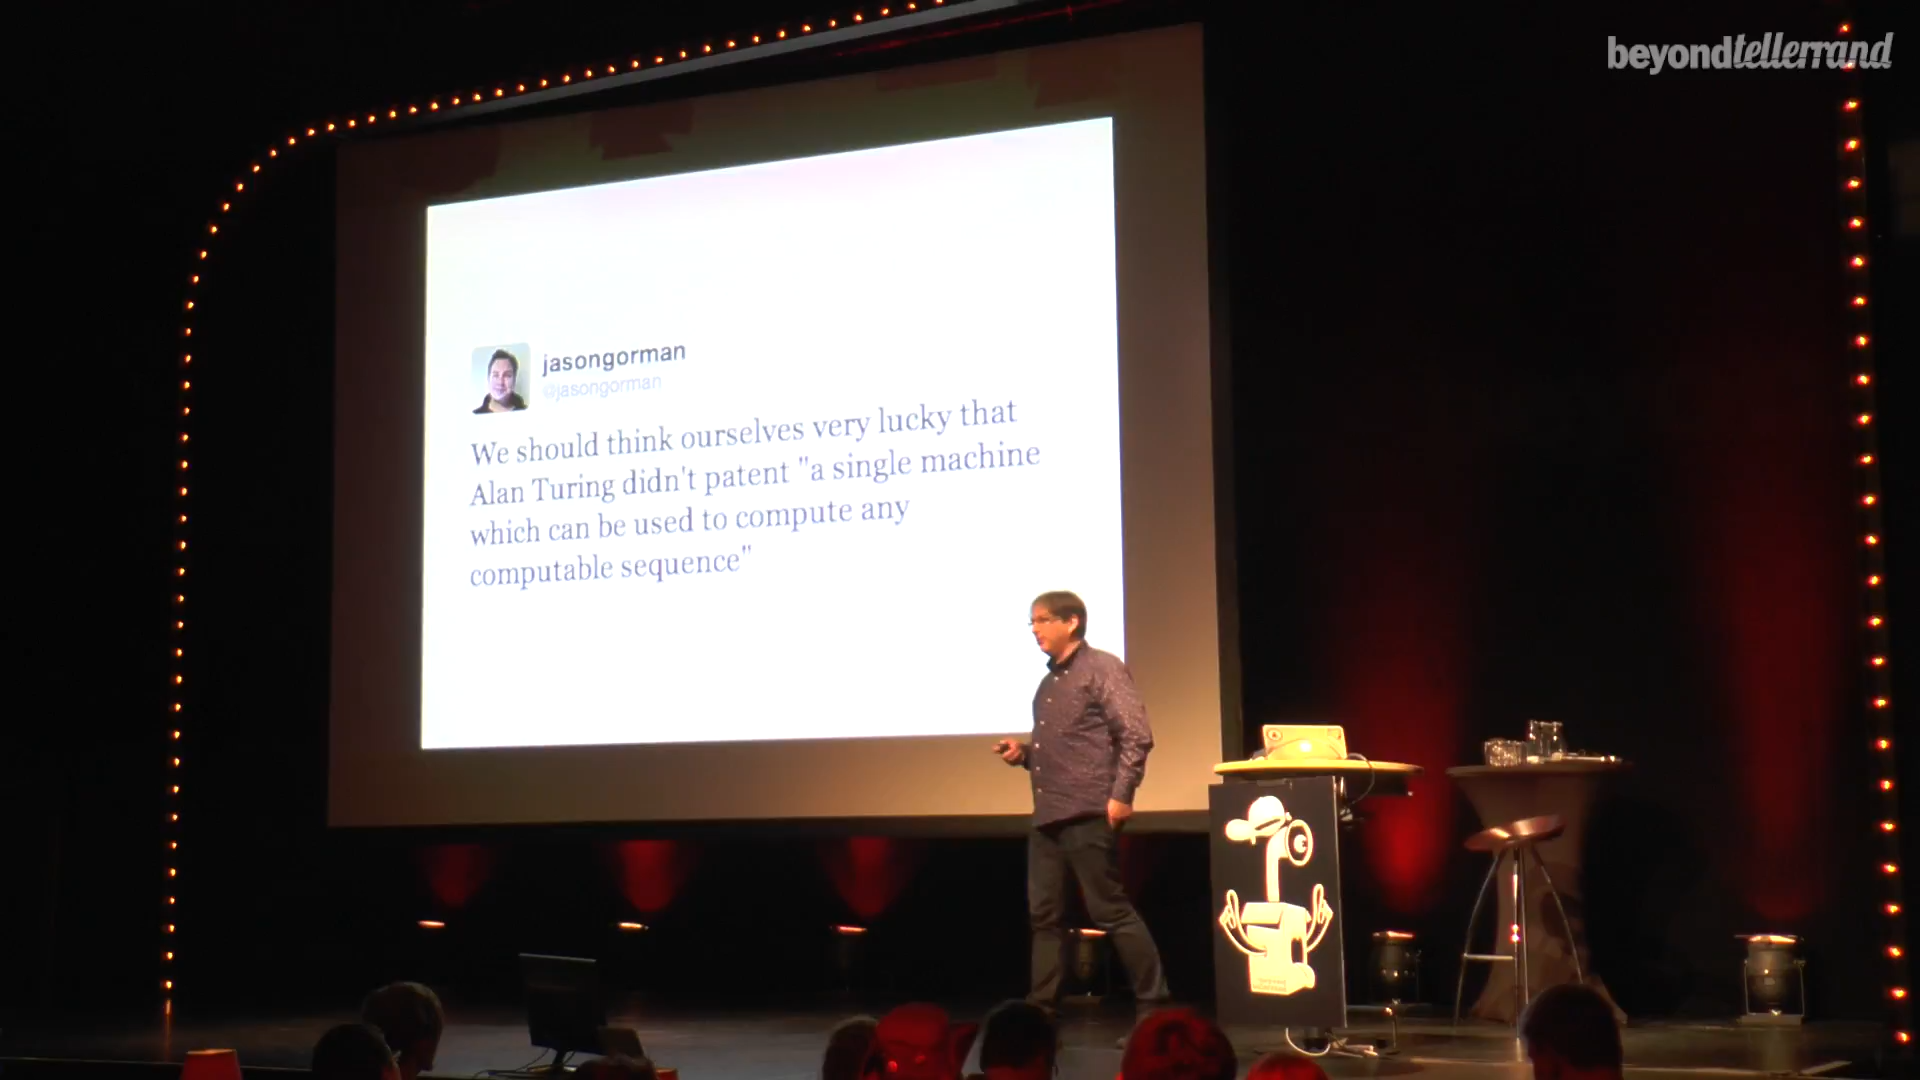 beyondtellerrand
jasongorman
@jasongorman
We should think ourselves very lucky that
Alan Turing didn't patent "a single machine
which can be used to compute any
computable sequence"